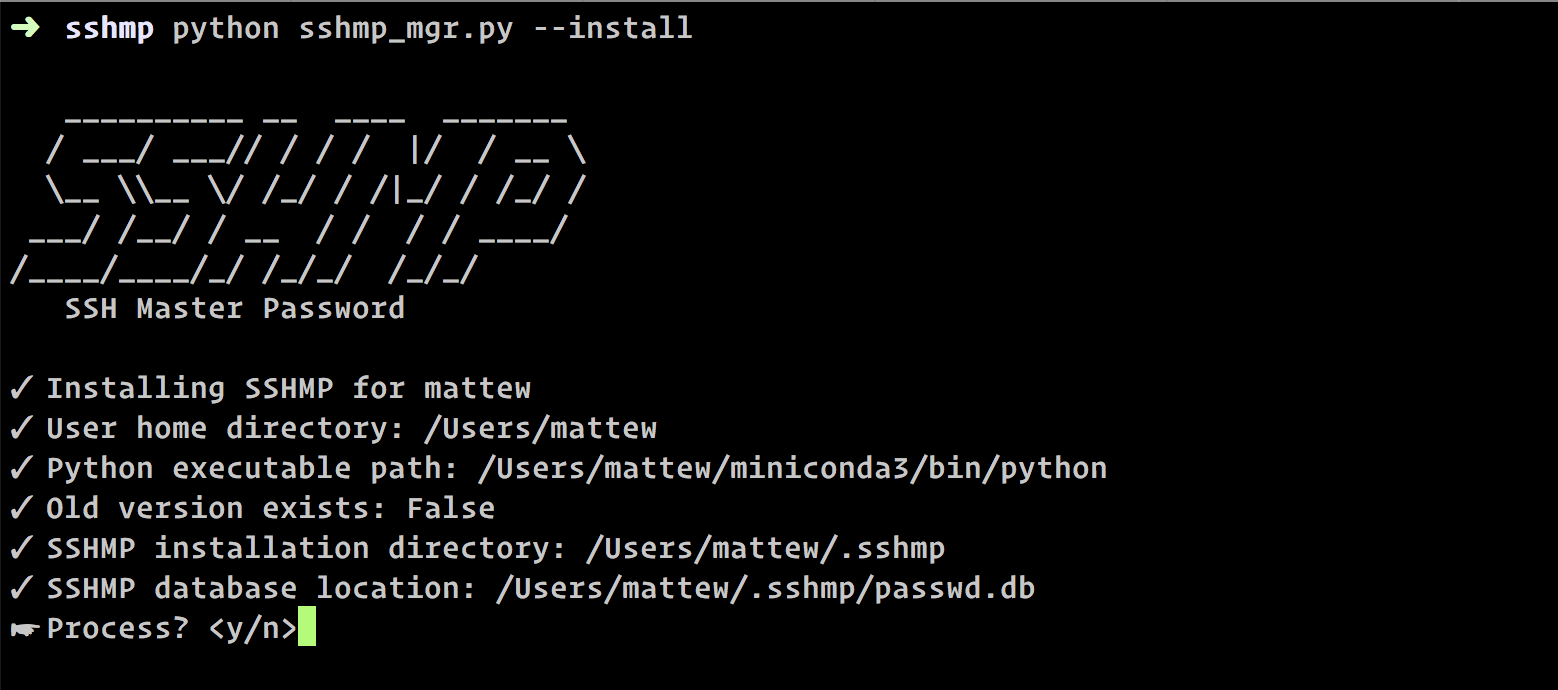 ➜ sshmp python sshmp_mgr.py --install
   __________ __  ____  _______
  / ___/ ___// / / /  |/  / __ \
  \__ \\__ \/ /_/ / /|_/ / /_/ /
 ___/ /__/ / __  / /  / / ____/
/____/____/_/ /_/_/  /_/_/
SSH Master Password
✓ Installing SSHMP for mattew
✓ User home directory: /Users/mattew
✓ Python executable path: /Users/mattew/miniconda3/bin/python
✓ Old version exists: False
✓ SSHMP installation directory: /Users/mattew/.sshmp
✓ SSHMP database location: /Users/mattew/.sshmp/passwd.db
☛ Process? <y/n>